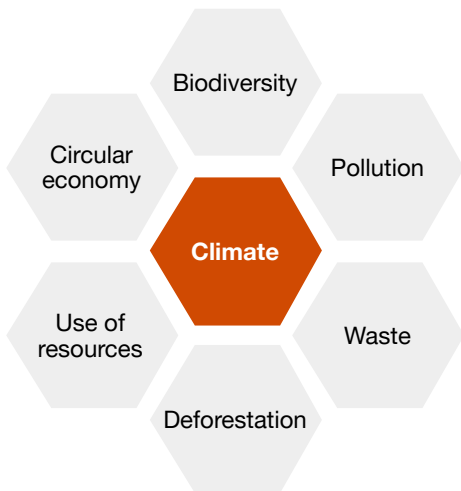 Biodiversity
Circular
economy
Pollution
Climate
Use of
resources
Waste
Deforestation